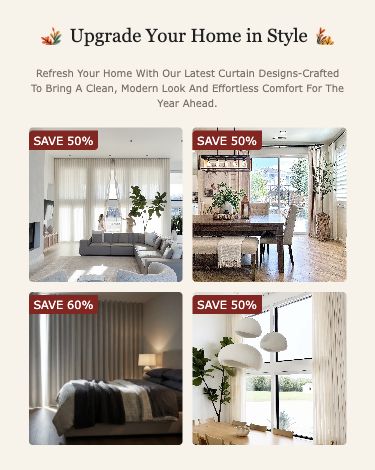 Upgrade Your Home in Style
Refresh Your Home With Our Latest Curtain Designs-Crafted
To Bring A Clean, Modern Look And Effortless Comfort For The
Year Ahead.
SAVE 50%
SAVE 50%
SAVE 60%
SAVE 50%